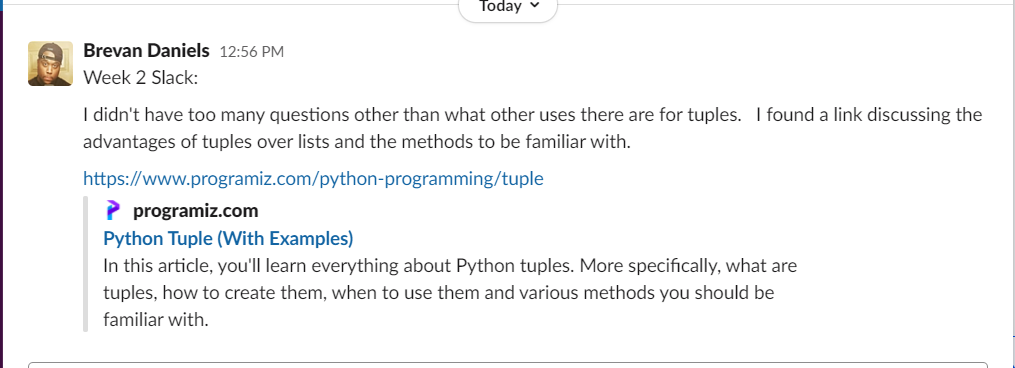 Today
Brevan Daniels 12:56 PM
Week 2 Slack:
I didn't have too many questions other than what other uses there are for tuples. I found a link discussing the
advantages of tuples over lists and the methods to be familiar with.
https://www.programiz.com/python-programming/tuple
programiz.com
Python Tuple (With Examples)
In this article, you'll learn everything about Python tuples. More specifically, what are
tuples, how to create them, when to use them and various methods you should be
familiar with.